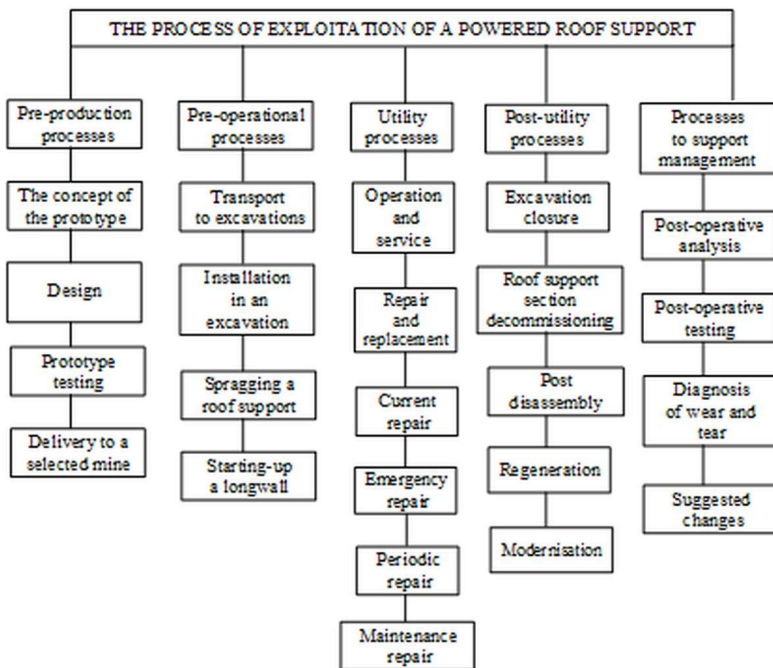 THE PROCESS OF EXPLOITATION OF A POWERED ROOF SUPPORT
Pre-production
processes
The concept of
the prototype
Design
Prototype
testing
Delivery to a
selected mine
Pre-operational
processes
Transport
to excavations
Installation
in an
excavation
Spragging a
roof support
Starting-up
a longwall
Utility
processes
Operation
and
service
Repair
and
replacement
Current
repair
Emergency
repair
Periodic
repair
Maintenance
repair
Post-utility
processes
Excavation
closure
Roof support
section
decommissioning
Post
disassembly
Regeneration
Modernisation
Processes
to support
management
Post-operative
analysis
Post-operative
testing
Diagnosis
of wear and
tear
Suggested
changes